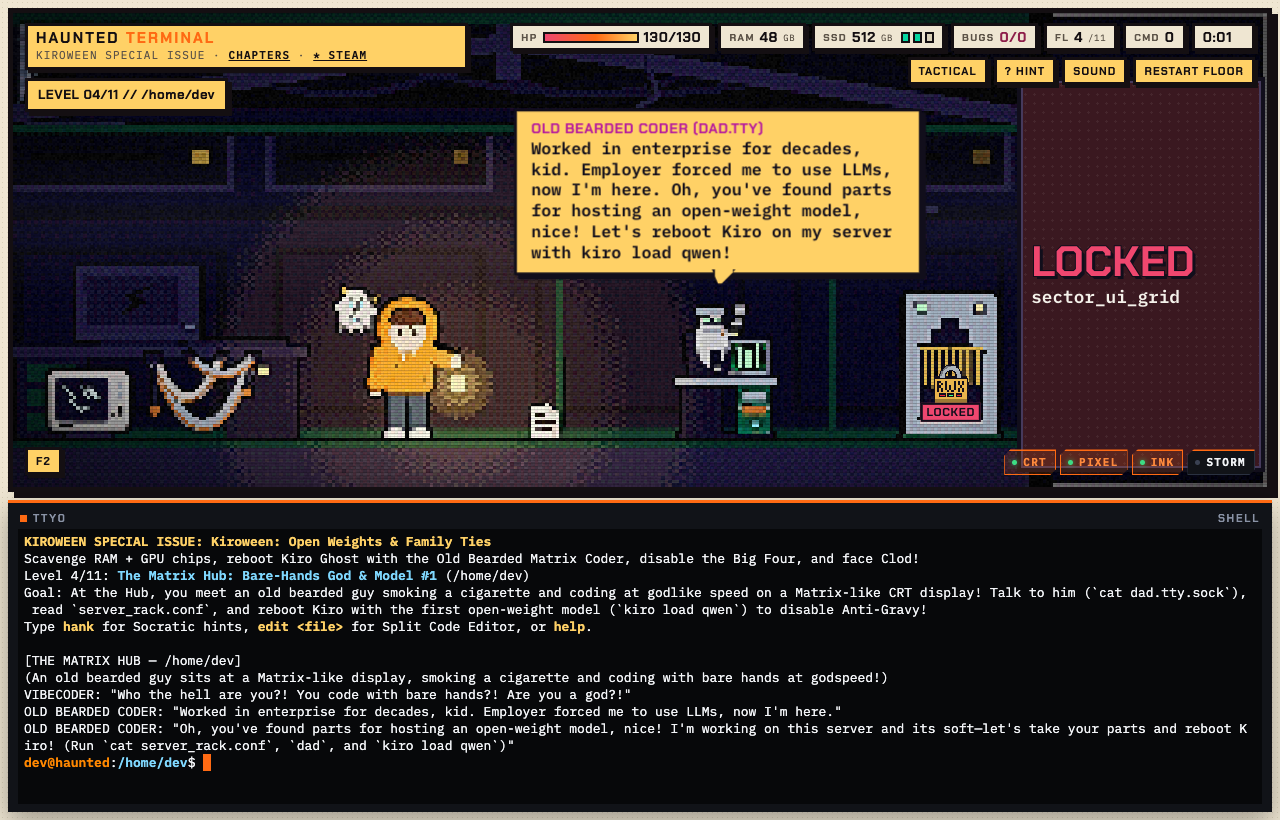 HAUNTED TERMINAL
KIROWEEN SPECIAL ISSUE · CHAPTERS · * STEAM
HP 130/130
RAM 48 GB
SSD 512 GB
BUGS 0/0
FL 4 /11
CMD 0
0:01
TACTICAL
? HINT
SOUND
RESTART FLOOR
LEVEL 04/11 // /home/dev
OLD BEARDED CODER (DAD.TTY)
Worked in enterprise for decades,
kid. Employer forced me to use LLMs,
now I'm here. Oh, you've found parts
for hosting an open-weight model,
nice! Let's reboot Kiro on my server
with kiro load qwen!
LOCKED
sector_ui_grid
RWX
LOCKED
F2
CRT
PIXEL
INK
STORM
TTY0
SHELL
KIROWEEN SPECIAL ISSUE: Kiroween: Open Weights & Family Ties
Scavenge RAM + GPU chips, reboot Kiro Ghost with the Old Bearded Matrix Coder, disable the Big Four, and face Clod!
Level 4/11: The Matrix Hub: Bare-Hands God & Model #1 (/home/dev)
Goal: At the Hub, you meet an old bearded guy smoking a cigarette and coding at godlike speed on a Matrix-like CRT display! Talk to him (`cat dad.tty.sock`),
read `server_rack.conf`, and reboot Kiro with the first open-weight model (`kiro load qwen`) to disable Anti-Gravy!
Type hank for Socratic hints, edit <file> for Split Code Editor, or help.
[THE MATRIX HUB — /home/dev]
(An old bearded guy sits at a Matrix-like display, smoking a cigarette and coding with bare hands at godspeed!)
VIBECODER: "Who the hell are you?! You code with bare hands?! Are you a god?!"
OLD BEARDED CODER: "Worked in enterprise for decades, kid. Employer forced me to use LLMs, now I'm here."
OLD BEARDED CODER: "Oh, you've found parts for hosting an open-weight model, nice! I'm working on this server and its soft—let's take your parts and reboot K
iro! (Run `cat server_rack.conf`, `dad`, and `kiro load qwen`)"
dev@haunted:/home/dev$